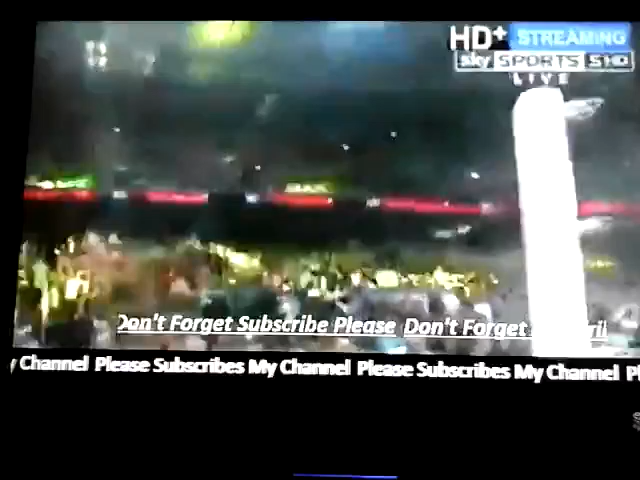 HD+ STREAMING
sky SPORTS
LIVE
Don't Forget Subscribe Please Don't Forget
Channel Please Subscribes My Channel Please Subscribes My Channel